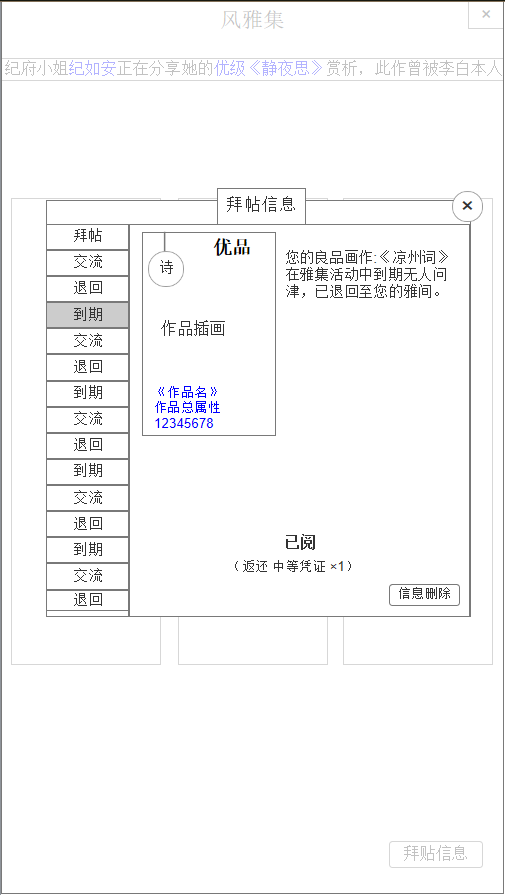 风雅集
×
纪府小姐纪如安正在分享她的优级《静夜思》赏析，此作曾被李白本人
拜帖信息
×
拜帖
交流
退回
到期
交流
退回
到期
交流
退回
到期
交流
退回
到期
交流
退回
优品
诗
作品插画
《作品名》
作品总属性
12345678
您的良品画作:《凉州词》
在雅集活动中到期无人问
津，已退回至您的雅间。
已阅
（返还 中等凭证 ×1）
信息删除
拜贴信息